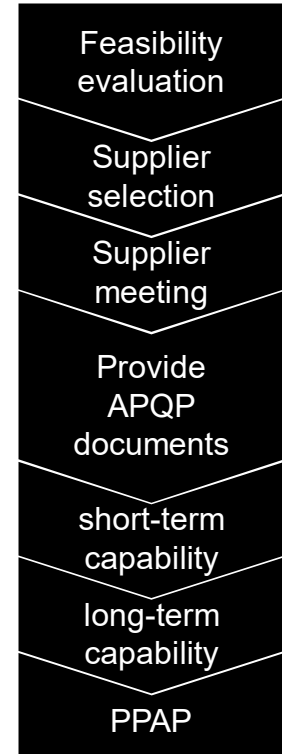 Feasibility
evaluation
Supplier
selection
Supplier
meeting
Provide
APQP
documents
short-term
capability
long-term
capability
PPAP